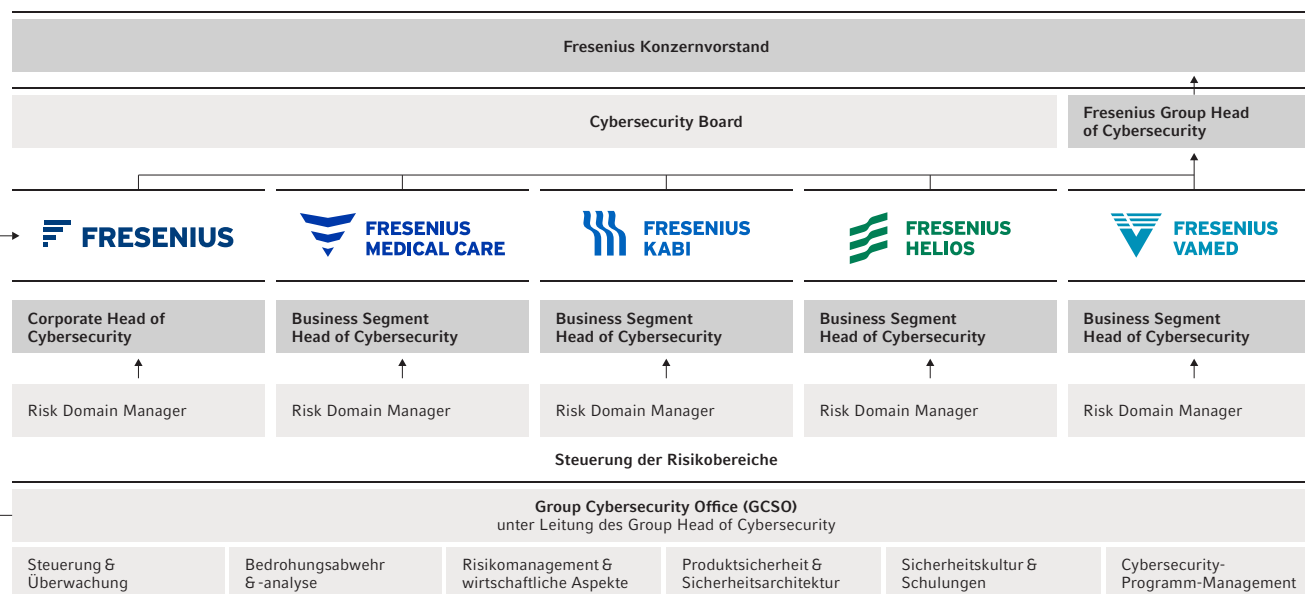 Fresenius Konzernvorstand
Cybersecurity Board
Fresenius Group Head
of Cybersecurity
FRESENIUS
FRESENIUS
MEDICAL CARE
FRESENIUS
KABI
FRESENIUS
HELIOS
FRESENIUS
VAMED
Corporate Head of
Cybersecurity
Business Segment
Head of Cybersecurity
Business Segment
Head of Cybersecurity
Business Segment
Head of Cybersecurity
Business Segment
Head of Cybersecurity
Risk Domain Manager
Risk Domain Manager
Risk Domain Manager
Risk Domain Manager
Risk Domain Manager
Steuerung der Risikobereiche
Group Cybersecurity Office (GCSO)
unter Leitung des Group Head of Cybersecurity
Steuerung &
Überwachung
Bedrohungsabwehr
& -analyse
Risikomanagement &
wirtschaftliche Aspekte
Produktsicherheit &
Sicherheitsarchitektur
Sicherheitskultur &
Schulungen
Cybersecurity-
Programm-Management